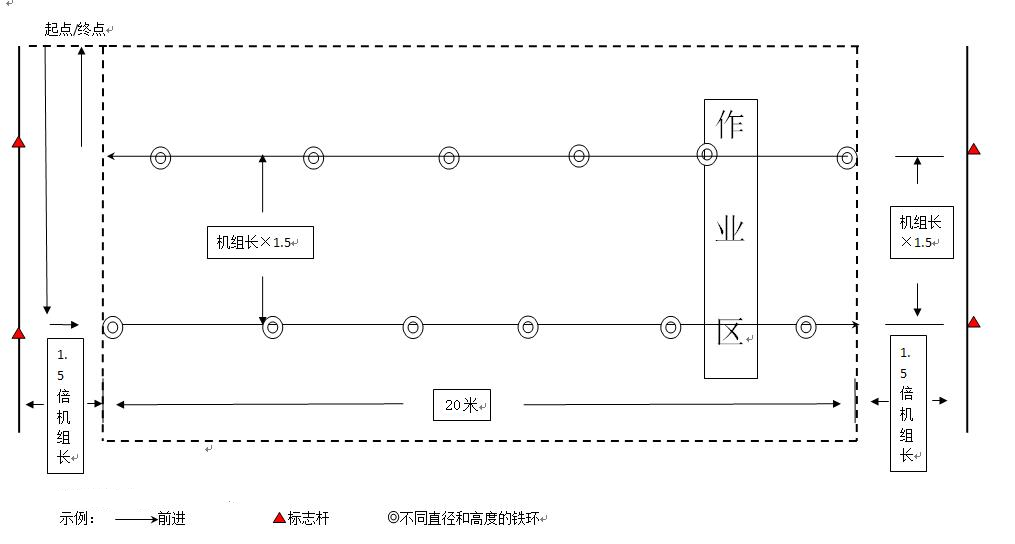 起点/终点
作
业
区
机组长×1.5
机组长
×1.5
1.
5
倍
机
组
长
20米
1.
5
倍
机
组
长
示例：
前进
标志杆
不同直径和高度的铁环